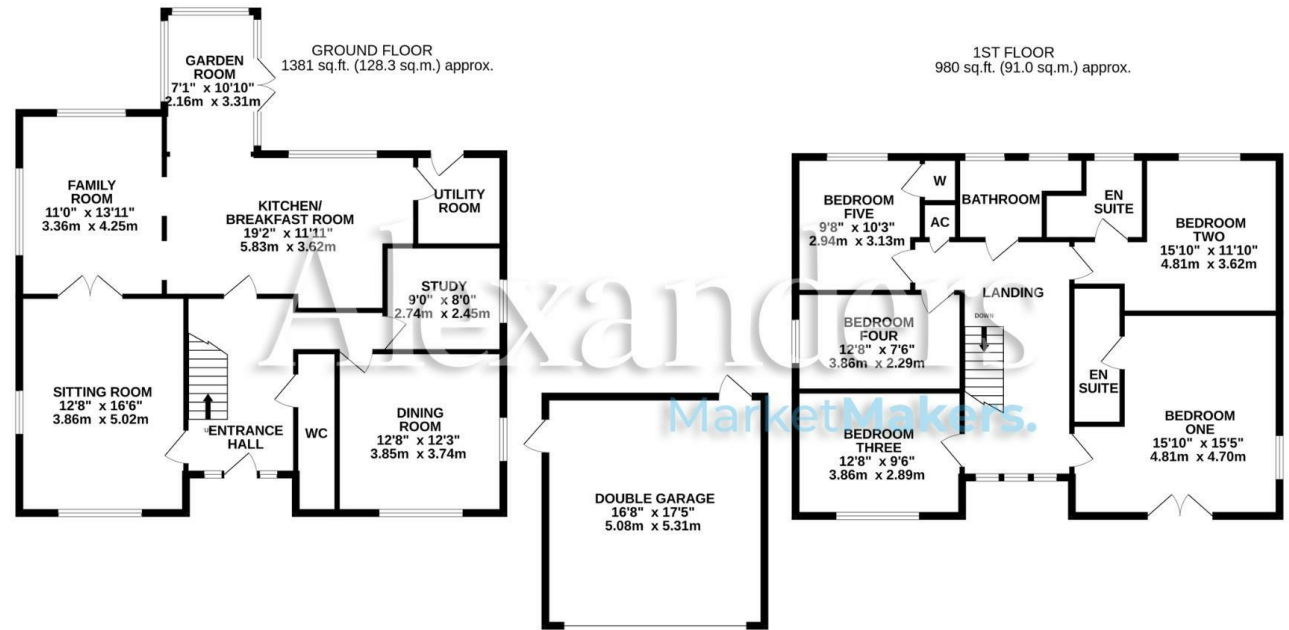 GROUND FLOOR
1381 sq.ft. (128.3 sq.m.) approx.
GARDEN
ROOM
7'1" x 10'10"
2.16m x 3.31m
FAMILY
ROOM
11'0" x 13'11"
3.36m x 4.25m
KITCHEN/
BREAKFAST ROOM
19'2" x 11'11"
5.83m x 3.62m
UTILITY
ROOM
STUDY
9'0" x 8'0"
2.74m x 2.45m
SITTING ROOM
12'8" x 16'6"
3.86m x 5.02m
ENTRANCE
HALL
WC
DINING
ROOM
12'8" x 12'3"
3.85m x 3.74m
DOUBLE GARAGE
16'8" x 17'5"
5.08m x 5.31m
1ST FLOOR
980 sq.ft. (91.0 sq.m.) approx.
BEDROOM
FIVE
9'8" x 10'3"
2.94m x 3.13m
W
AC
BATHROOM
EN
SUITE
BEDROOM
TWO
15'10" x 11'10"
4.81m x 3.62m
LANDING
DOWN
BEDROOM
FOUR
12'8" x 7'6"
3.86m x 2.29m
EN
SUITE
BEDROOM
THREE
12'8" x 9'6"
3.86m x 2.89m
BEDROOM
ONE
15'10" x 15'5"
4.81m x 4.70m
Alexanders
MarketMakers.